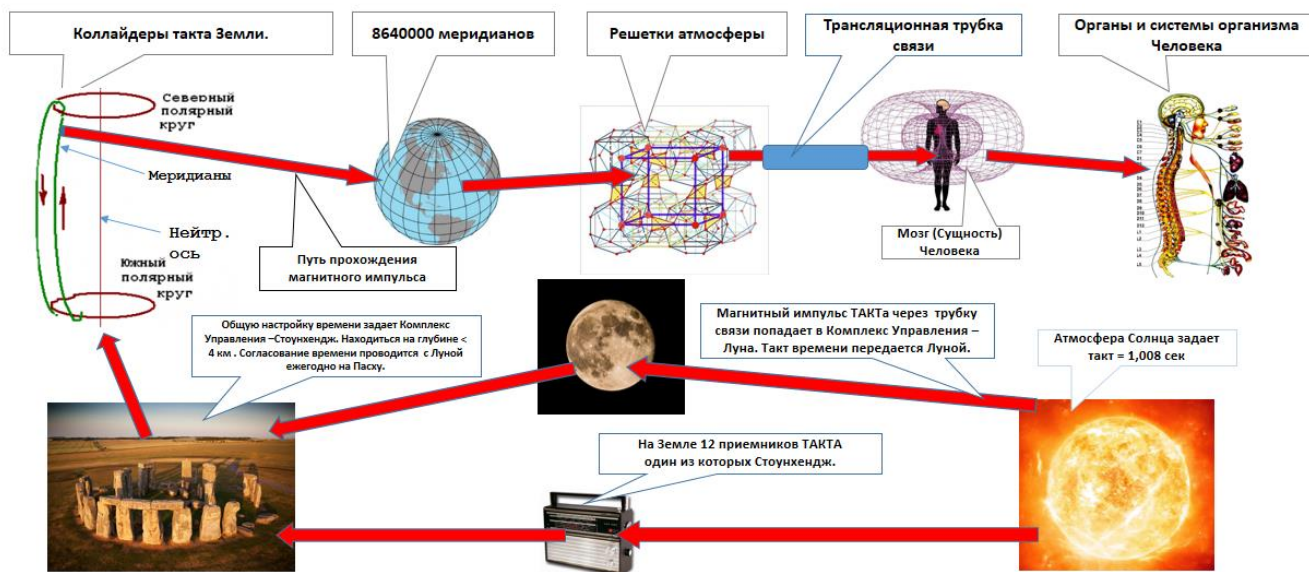 Коллайдеры такта Земли.
8640000 меридианов
Решетки атмосферы
Трансляционная трубка
связи
Органы и системы организма
Человека
Северный
полярный
круг
Меридианы
Нейтр.
ось
Южный
полярный
круг
Путь прохождения
магнитного импульса
Мозг (Сущность)
Человека
Общую настройку времени задает Комплекс
Управления –Стоунхендж. Находиться на глубине <
4 км . Согласование времени проводится с Луной
ежегодно на Пасху.
Магнитный импульс ТАКТа через трубку
связи попадает в Комплекс Управления –
Луна. Такт времени передается Луной.
Атмосфера Солнца задает
такт = 1,008 сек
На Земле 12 приемников ТАКТА
один из которых Стоунхендж.